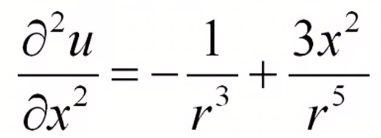 ∂²u/∂x² = -1/r³ + 3x²/r⁵